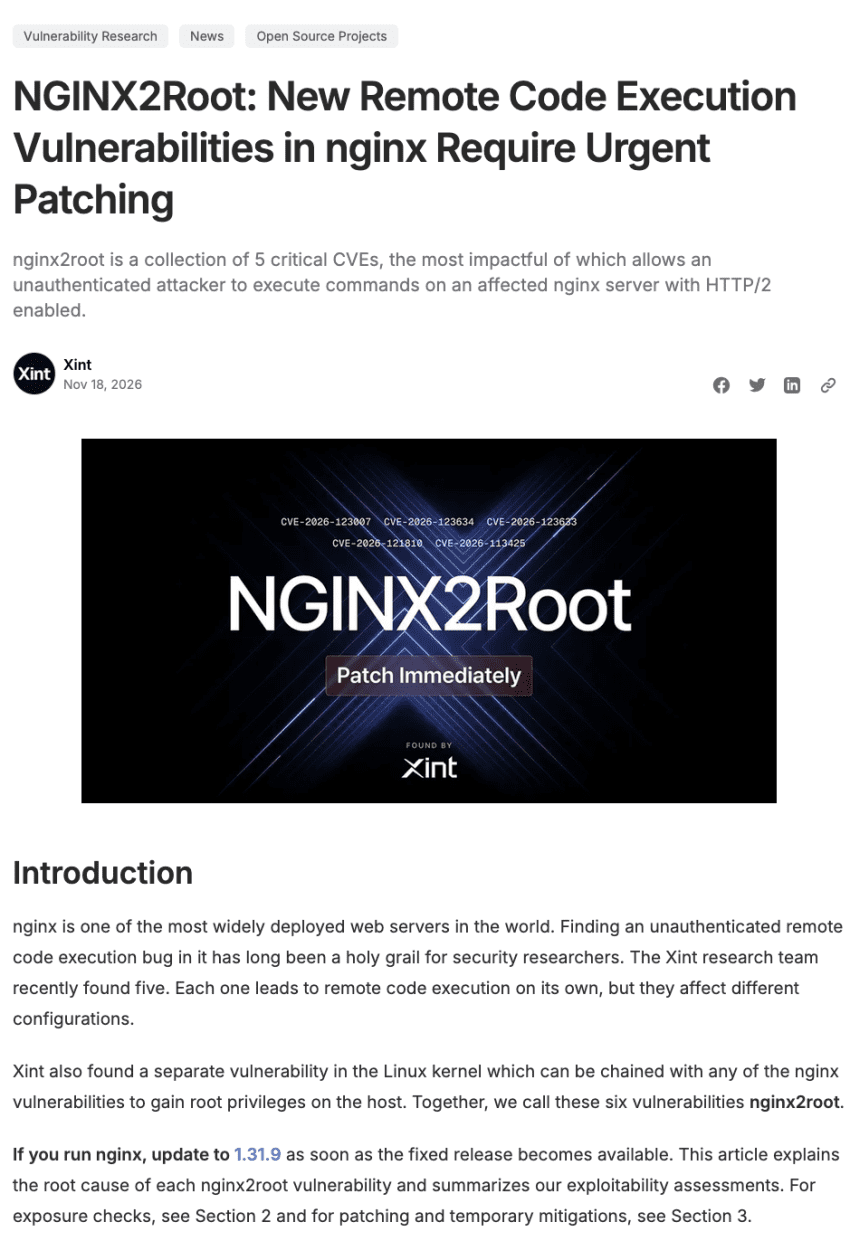 Vulnerability Research News Open Source Projects
NGINX2Root: New Remote Code Execution
Vulnerabilities in nginx Require Urgent
Patching
nginx2root is a collection of 5 critical CVEs, the most impactful of which allows an
unauthenticated attacker to execute commands on an affected nginx server with HTTP/2
enabled.
Xint
Xint
Nov 18, 2026
CVE-2026-123007 CVE-2026-123634 CVE-2026-123633
CVE-2026-121810 CVE-2026-113425
NGINX2Root
Patch Immediately
FOUND BY
Xint
Introduction
nginx is one of the most widely deployed web servers in the world. Finding an unauthenticated remote
code execution bug in it has long been a holy grail for security researchers. The Xint research team
recently found five. Each one leads to remote code execution on its own, but they affect different
configurations.
Xint also found a separate vulnerability in the Linux kernel which can be chained with any of the nginx
vulnerabilities to gain root privileges on the host. Together, we call these six vulnerabilities nginx2root.
If you run nginx, update to 1.31.9 as soon as the fixed release becomes available. This article explains
the root cause of each nginx2root vulnerability and summarizes our exploitability assessments. For
exposure checks, see Section 2 and for patching and temporary mitigations, see Section 3.